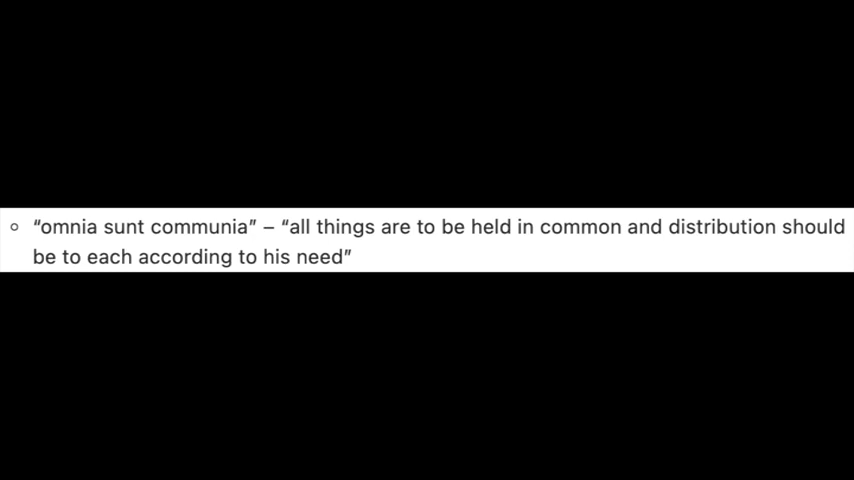 “omnia sunt communia” – “all things are to be held in common and distribution should
be to each according to his need”